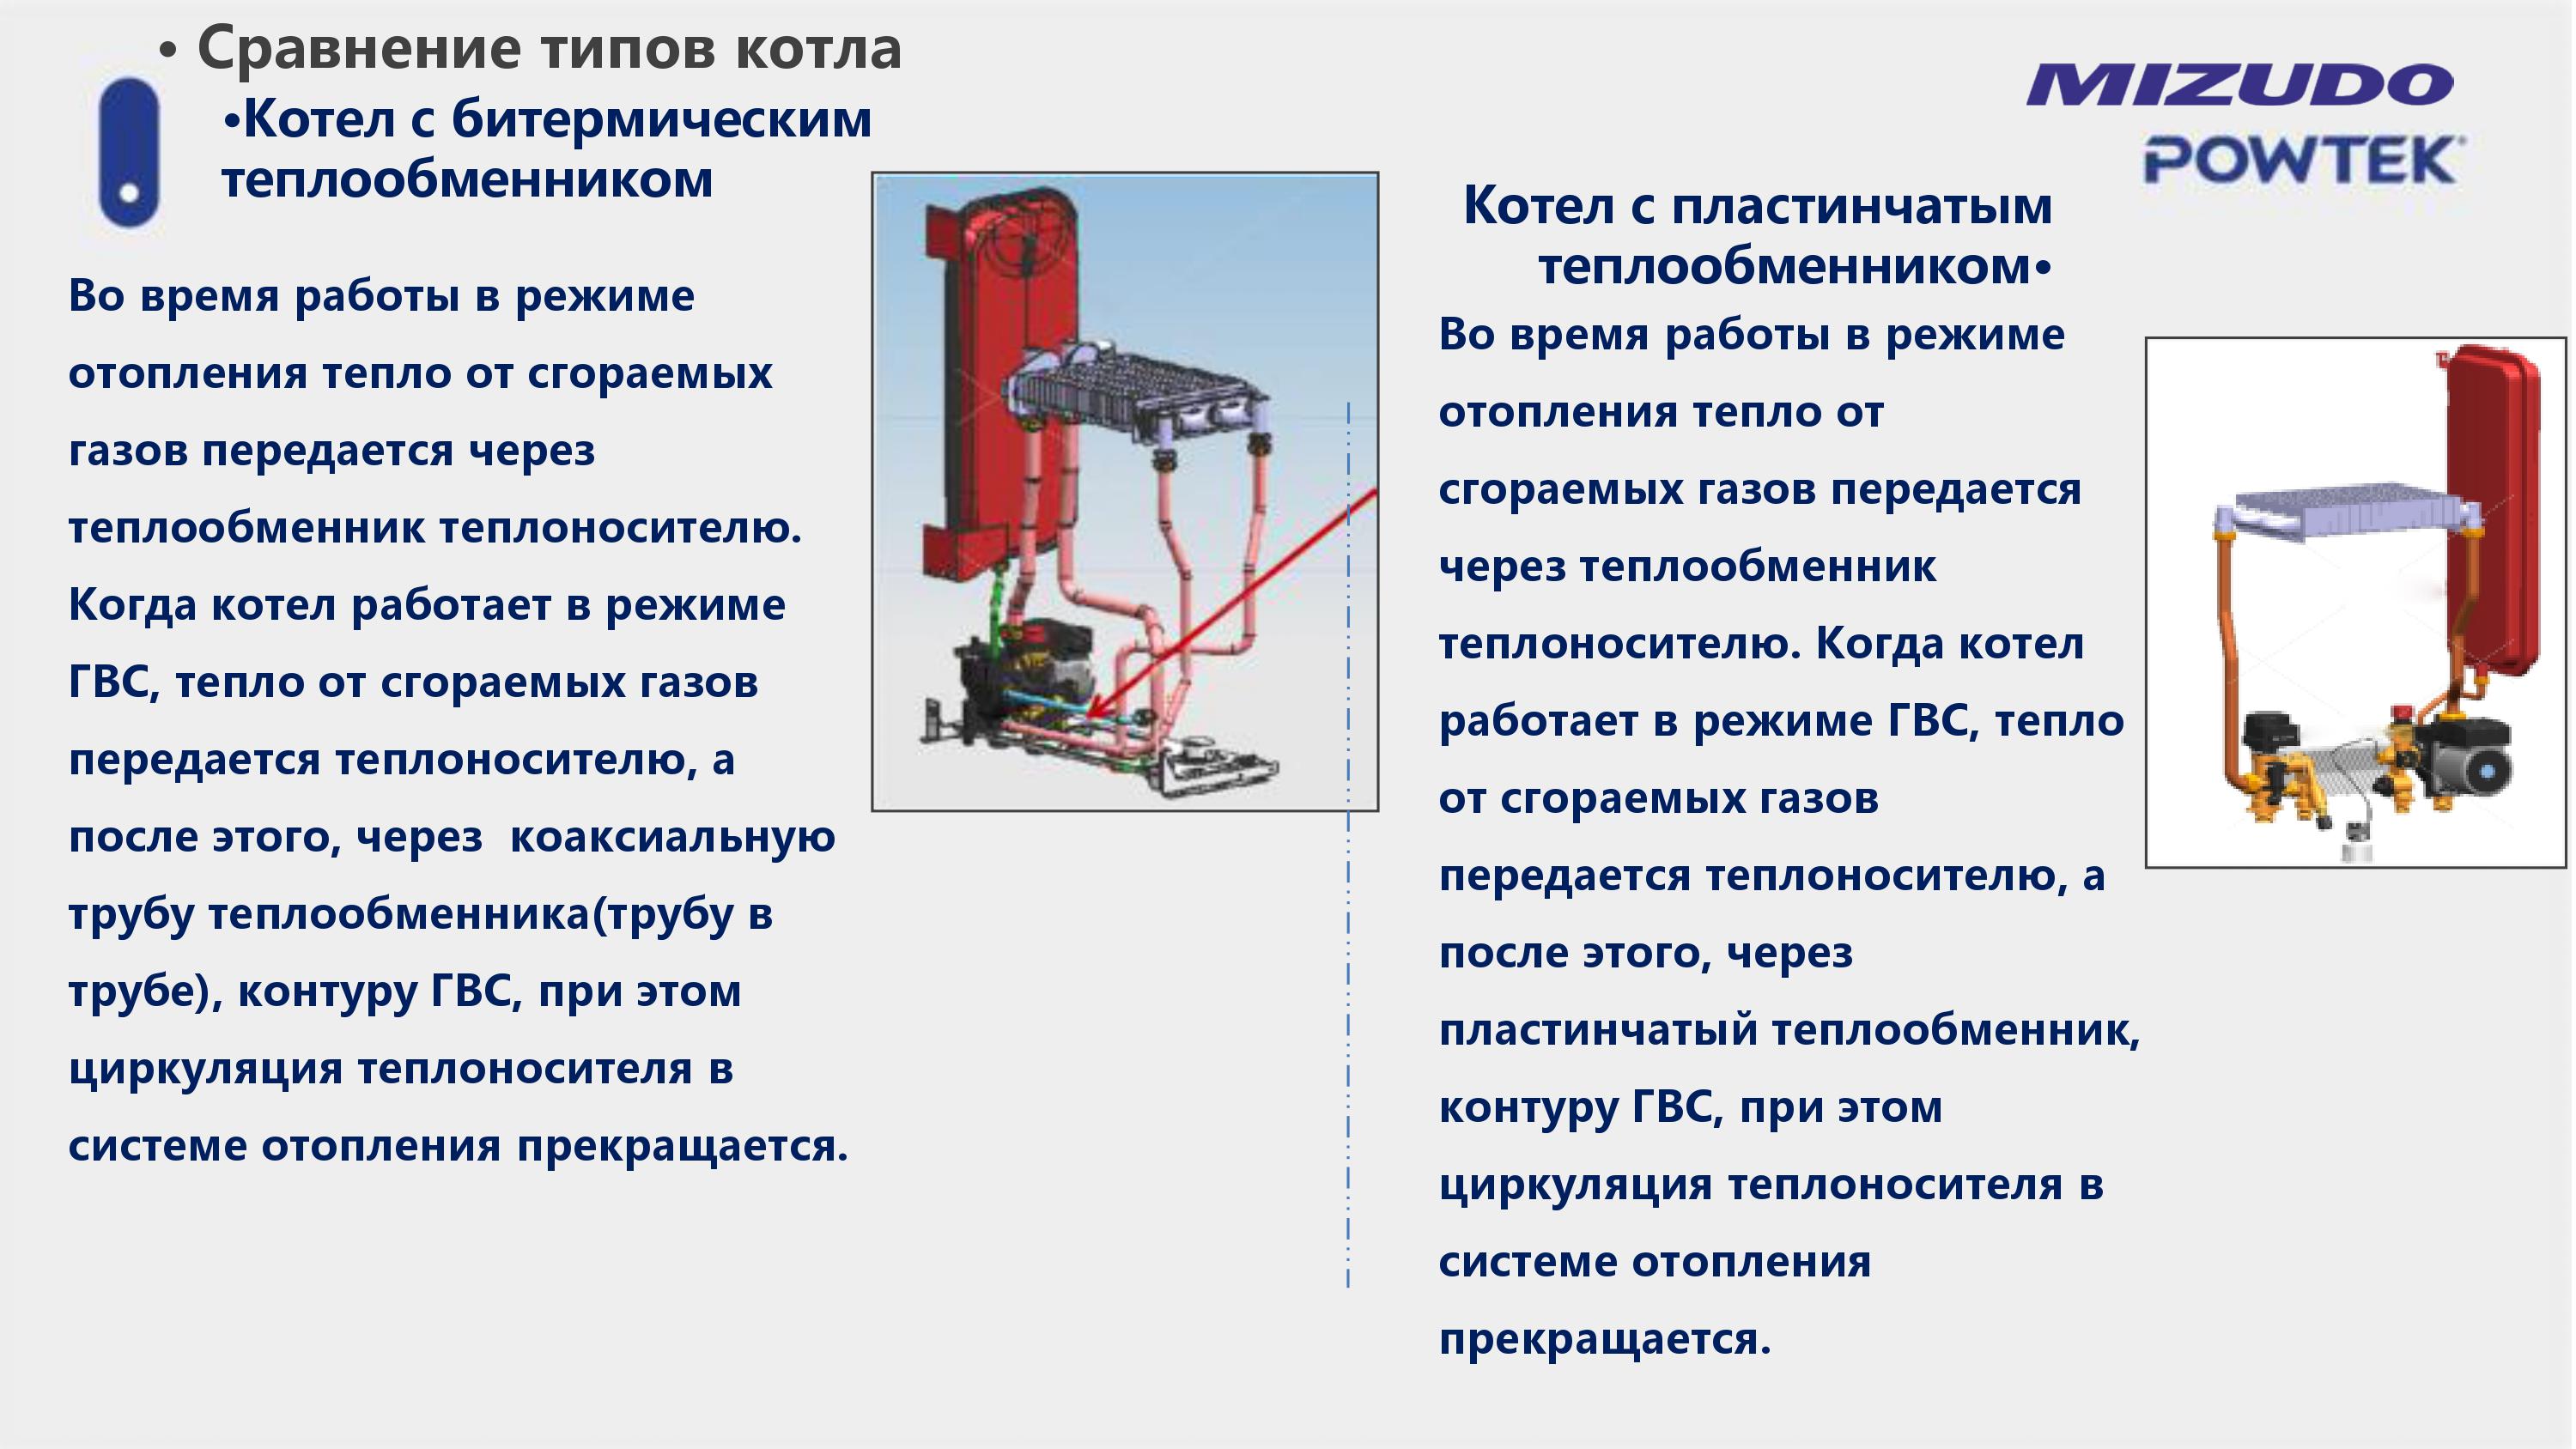 • Сравнение типов котла
•Котел с битермическим
теплообменником
Во время работы в режиме
отопления тепло от сгораемых
газов передается через
теплообменник теплоносителю.
Когда котел работает в режиме
ГВС, тепло от сгораемых газов
передается теплоносителю, а
после этого, через  коаксиальную
трубу теплообменника(трубу в
трубе), контуру ГВС, при этом
циркуляция теплоносителя в
системе отопления прекращается.
MIZUDO
POWTEK
Котел с пластинчатым
теплообменником•
Во время работы в режиме
отопления тепло от
сгораемых газов передается
через теплообменник
теплоносителю. Когда котел
работает в режиме ГВС, тепло
от сгораемых газов
передается теплоносителю, а
после этого, через
пластинчатый теплообменник,
контуру ГВС, при этом
циркуляция теплоносителя в
системе отопления
прекращается.